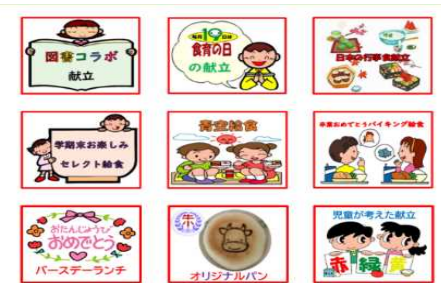 図書コラボ
献立
毎月19日は
食育の日
の献立
日本の行事食献立
学期末お楽しみ
セレクト給食
青空給食
卒業おめでとうバイキング給食
おたんじょうび
おめでとう
バースデーランチ
オリジナルパン
児童が考えた献立
赤 緑 黄